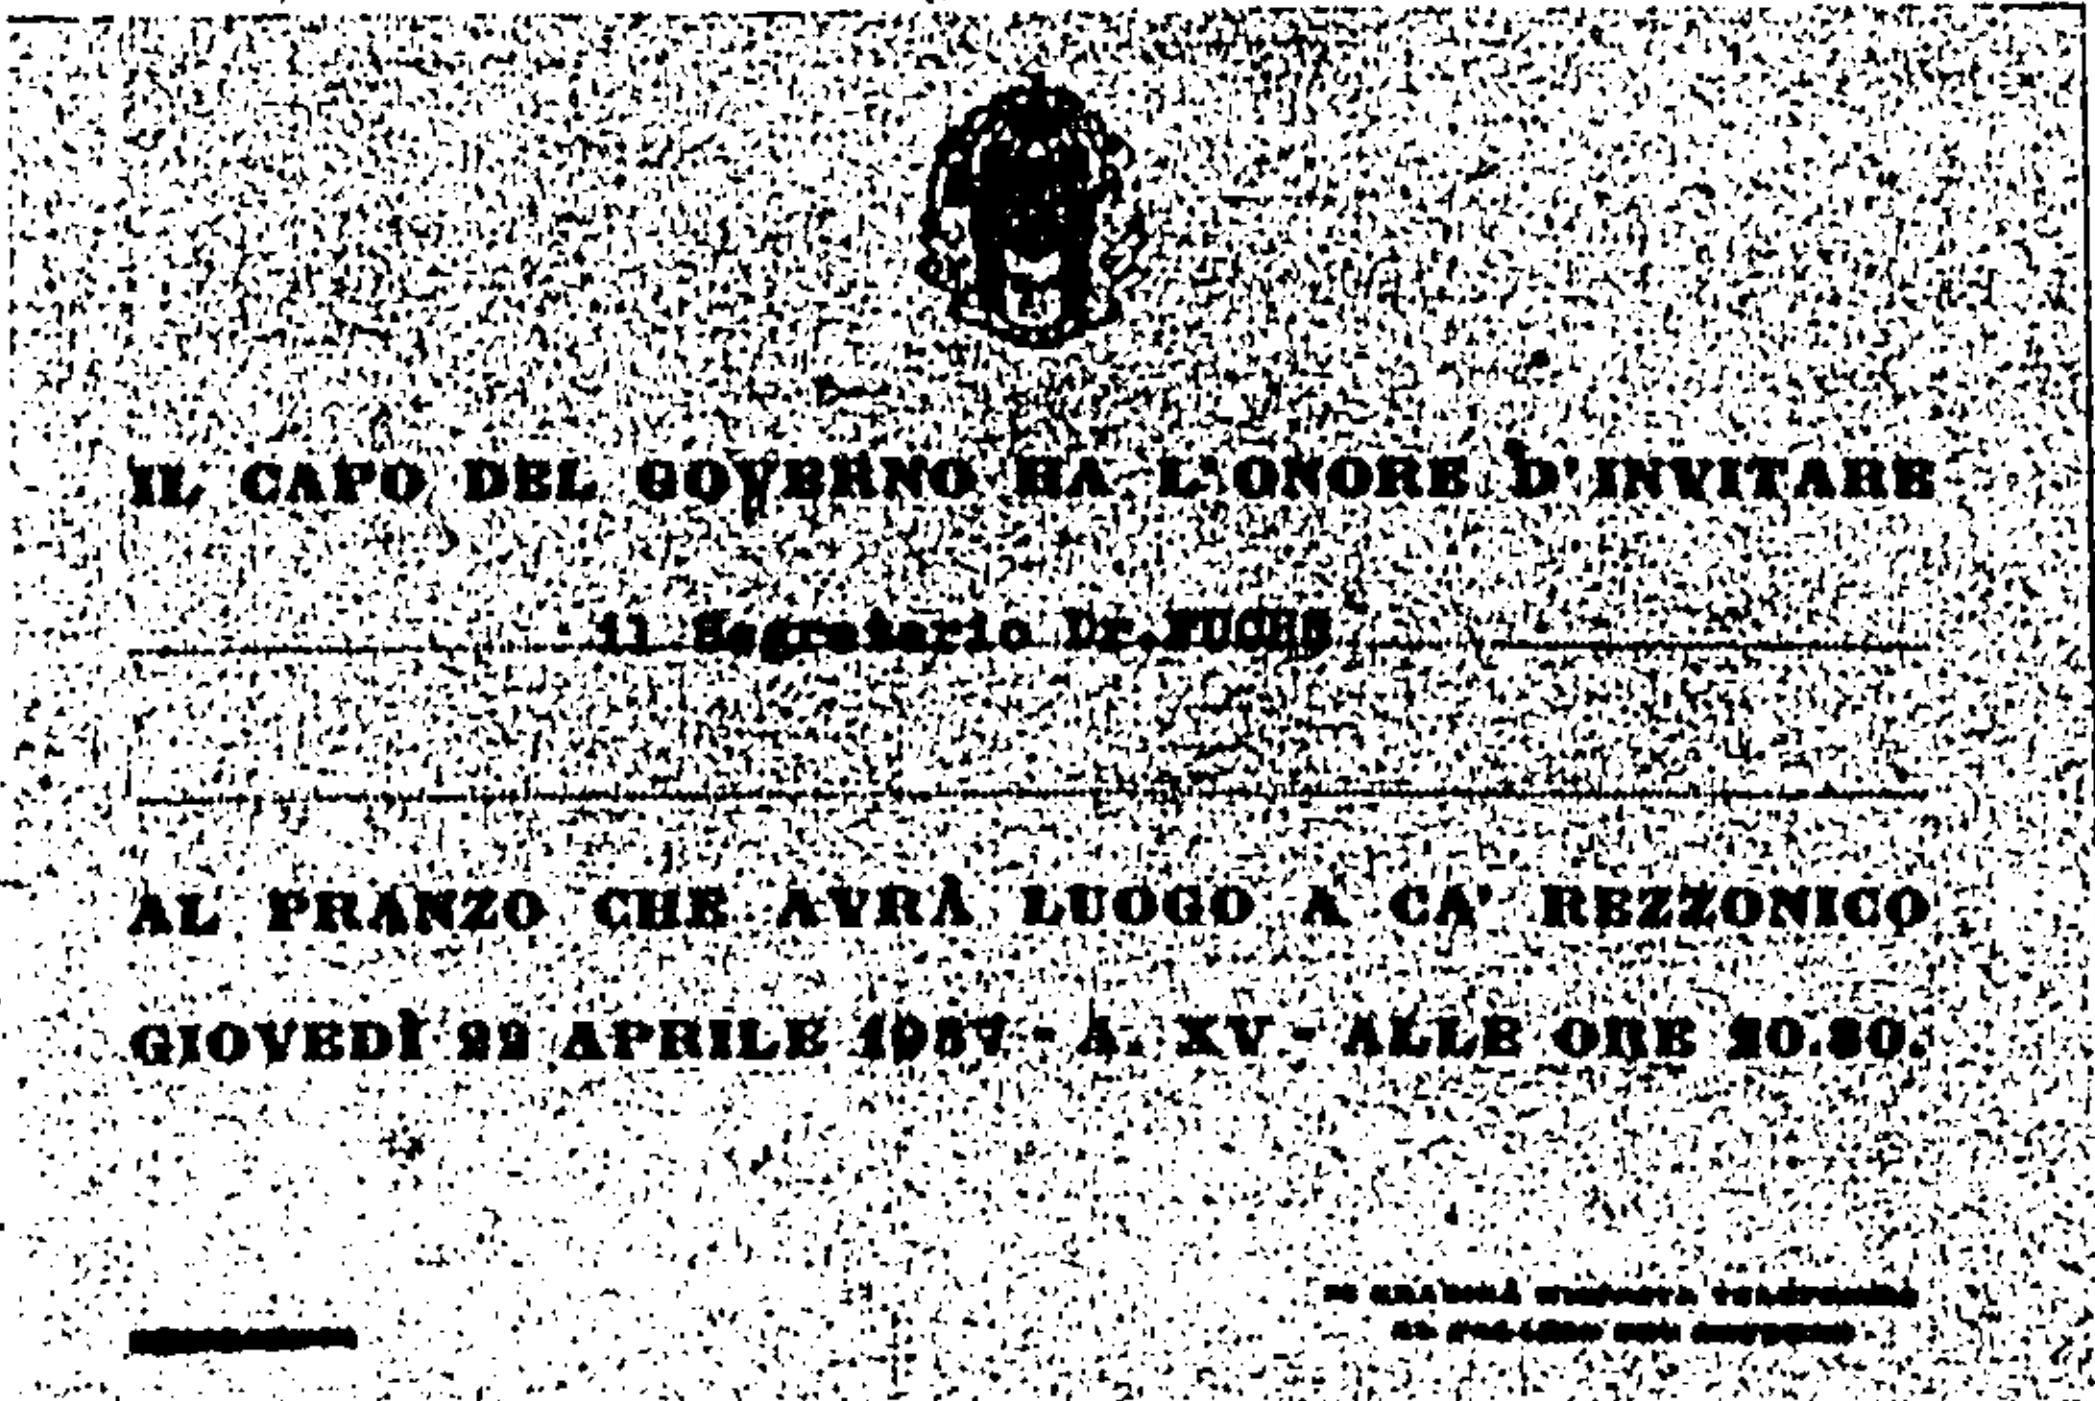 IL CAPO DEL GOVERNO HA L'ONORE D'INVITARE
il Segretario Dr.FUCHS
AL PRANZO CHE AVRÀ LUOGO A CA' REZZONICO
GIOVEDÌ 22 APRILE 1937 - A. XV - ALLE ORE 20.30.